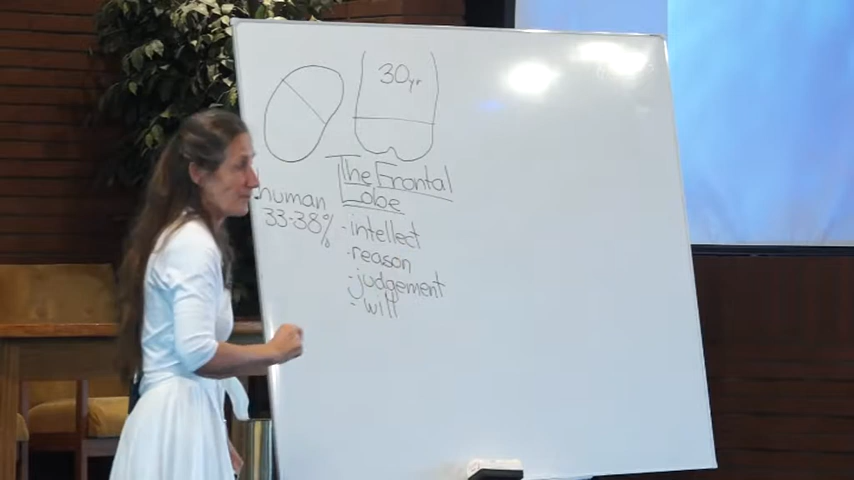 30yr
The Frontal
Lobe
human
33-38%
- intellect
- reason
- judgement
- will